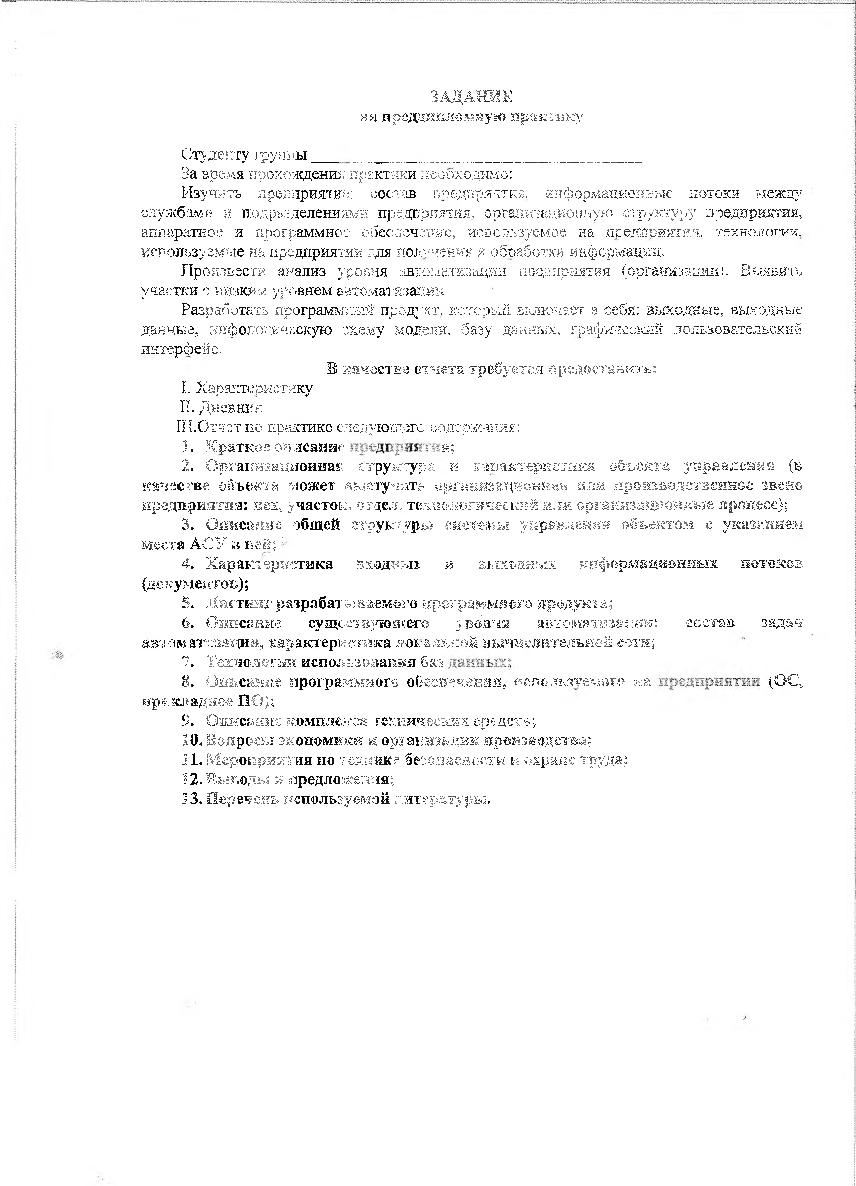 ЗАДАНИЕ
на преддипломную практику
Студенту группы
За время прохождения практики необходимо:
Изучить предприятие: состав предприятия, информационные потоки между
службами и подразделениями предприятия, организационную структуру предприятия,
аппаратное и программное обеспечение, используемое на предприятии, технологии,
используемые на предприятии для получения и обработки информации.
Произвести анализ уровня автоматизации предприятия (организации). Выявить
участки с низким уровнем автоматизации.
Разработать программный продукт, который включает в себя: выходные, выходные
данные, инфологическую схему модели, базу данных, графический пользовательский
интерфейс.
В качестве отчета требуется предоставить:
I. Характеристику
II. Дневник
III.Отчет по практике следующего содержания:
1. Краткое описание предприятия;
2. Организационная структура и характеристика объекта управления (в
качестве объекта может выступать организационное или производственное звено
предприятия: цех, участок, отдел, технологический или организационные процесс);
3. Описание общей структуры системы управления объектом с указанием
места АСУ в ней;
4. Характеристика входных и выходных информационных потоков
(документов);
5. Листинг разрабатываемого программного продукта;
6. Описание существующего уровня автоматизации: состав задач
автоматизации, характеристика локальной вычислительной сети;
7. Технологии использования баз данных;
8. Описание программного обеспечения, используемого на предприятии (ОС,
прикладное ПО);
9. Описание комплекса технических средств;
10. Вопросы экономики и организации производства;
11. Мероприятия по технике безопасности и охране труда;
12. Выводы и предложения;
13. Перечень используемой литературы.